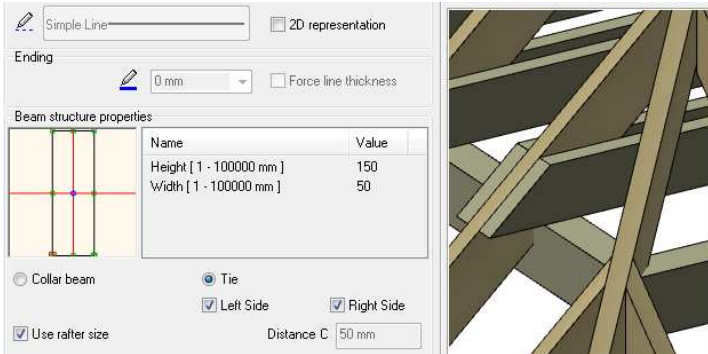 Simple Line
2D representation
Ending
0 mm
Force line thickness
Beam structure properties
Name Value
Height [ 1 - 100000 mm ] 150
Width [ 1 - 100000 mm ] 50
Collar beam Tie
Left Side Right Side
Use rafter size Distance C 50 mm